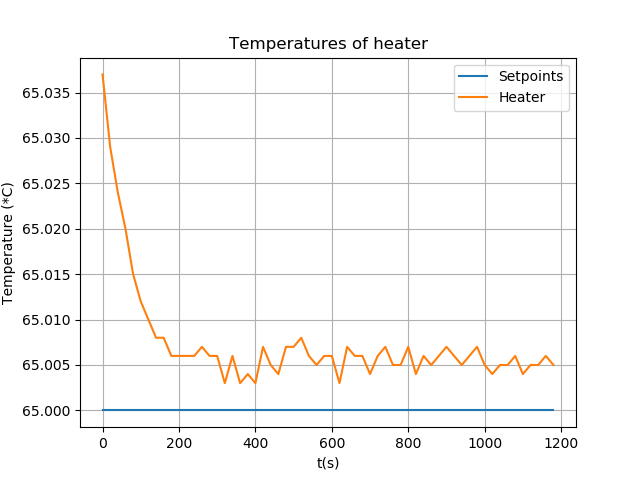 Temperatures of heater
Setpoints
Heater
Temperature (*C)
65.035
65.030
65.025
65.020
65.015
65.010
65.005
65.000
0 200 400 600 800 1000 1200
t(s)